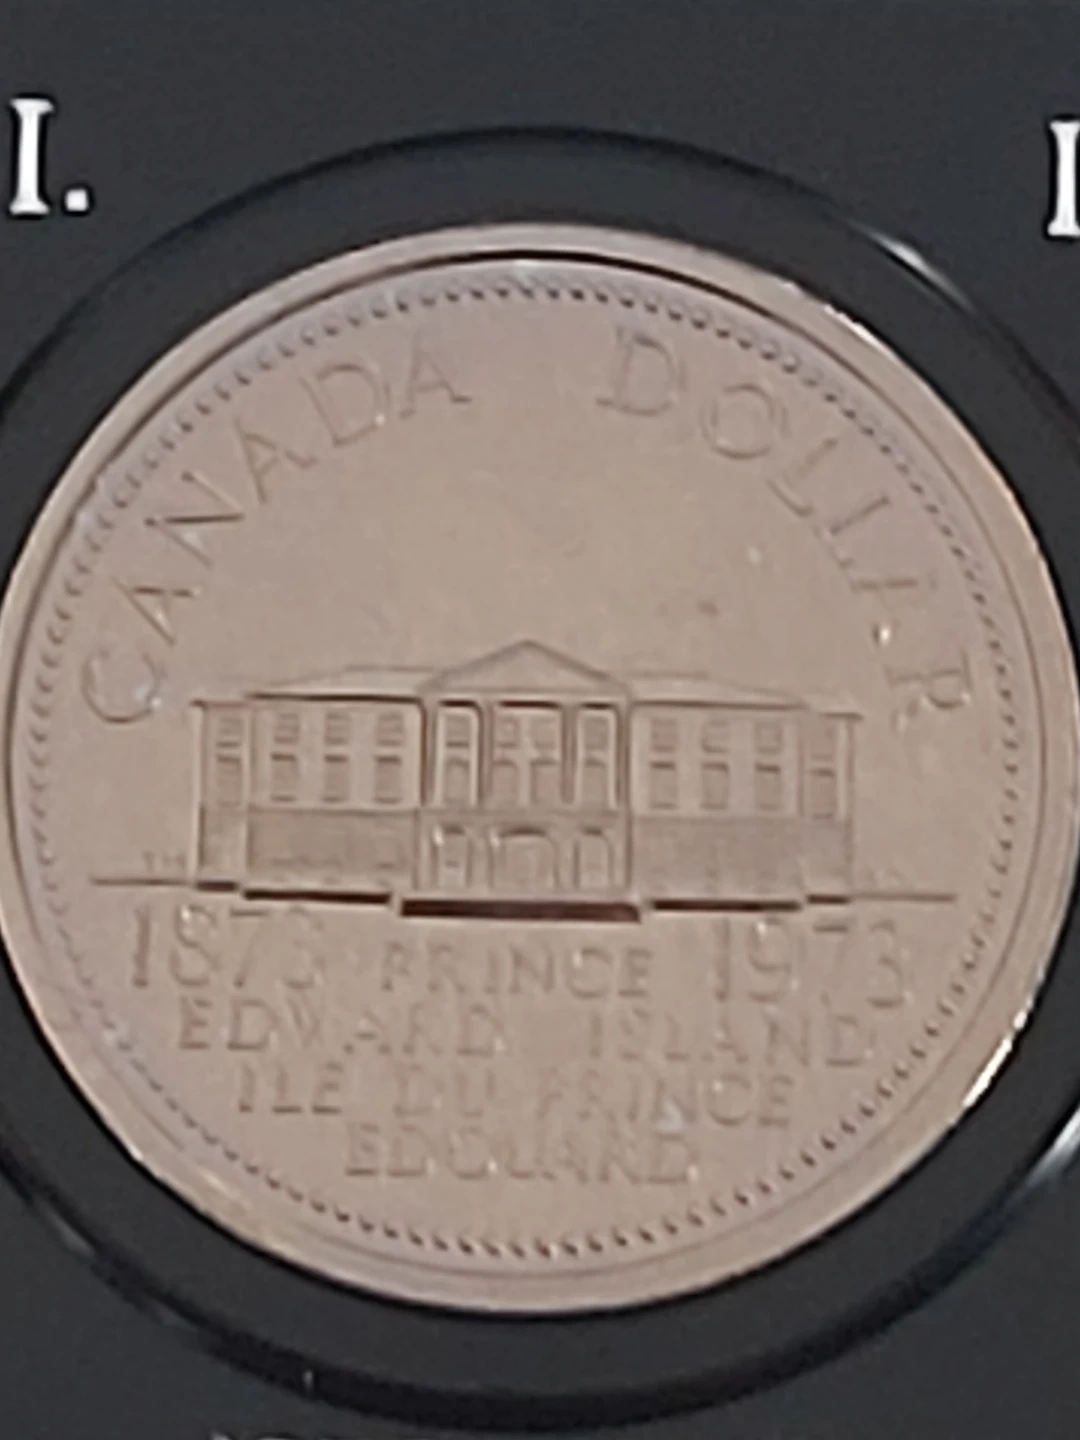 I.
I
CANADA DOLLAR
1873 PRINCE 1973
EDWARD ISLAND
ILE DU PRINCE
EDOUARD